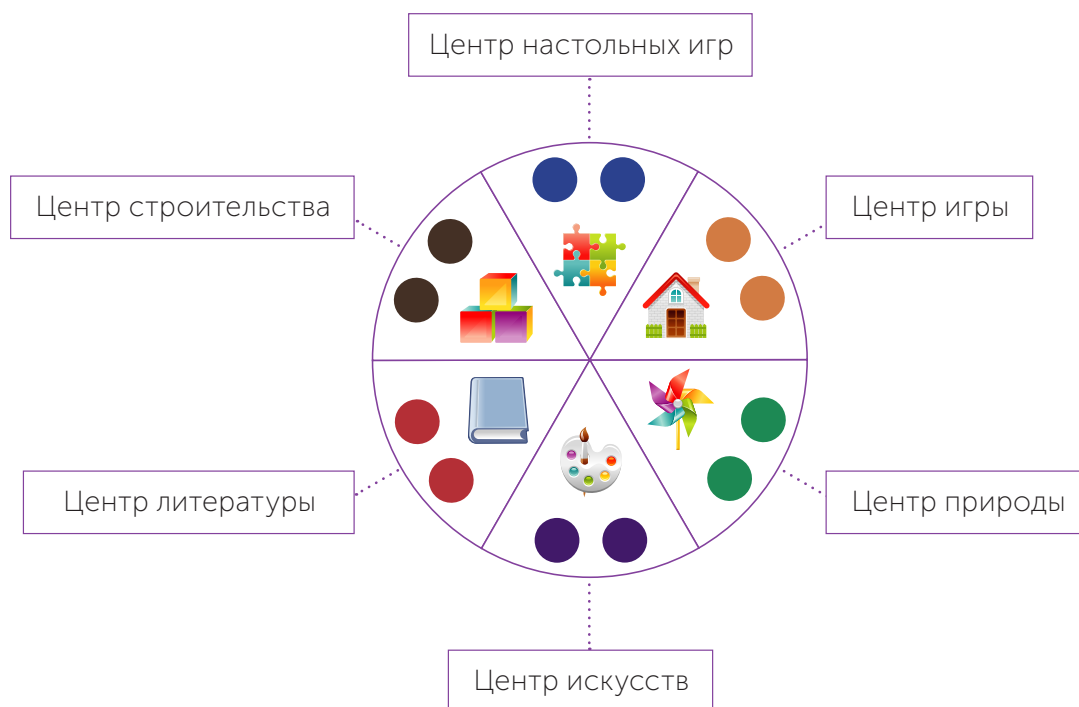 Центр настольных игр
Центр строительства
Центр игры
Центр литературы
Центр природы
Центр искусств